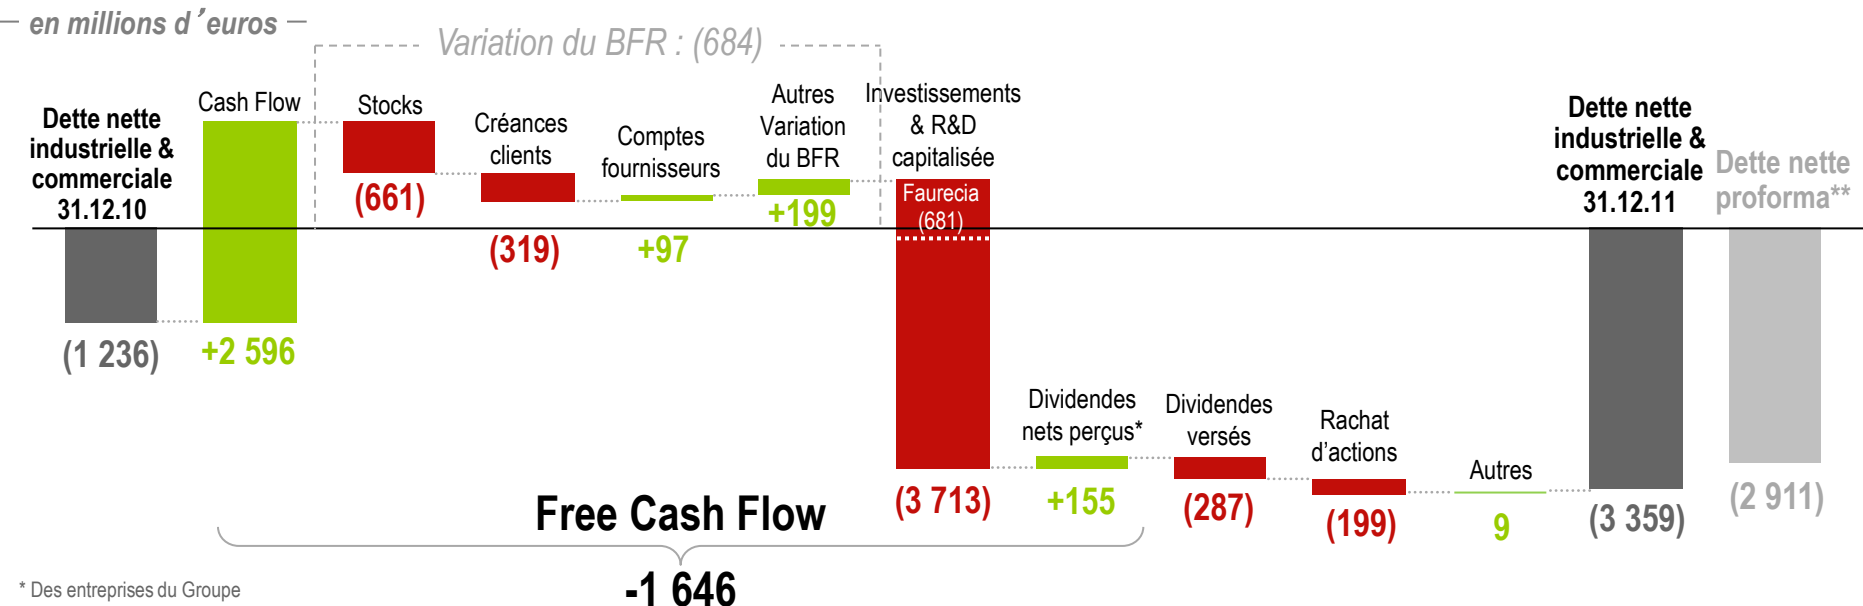 en millions d’euros
Variation du BFR : (684)
Dette nette
industrielle &
commerciale
31.12.10
(1 236)
Cash Flow
+2 596
Stocks
(661)
Créances
clients
(319)
Comptes
fournisseurs
+97
Autres
Variation
du BFR
+199
Investissements
& R&D
capitalisée
Faurecia
(681)
(3 713)
Dividendes
nets perçus*
+155
Dividendes
versés
(287)
Rachat
d’actions
(199)
Autres
9
Dette nette
industrielle &
commerciale
31.12.11
(3 359)
Dette nette
proforma**
(2 911)
Free Cash Flow
-1 646
* Des entreprises du Groupe